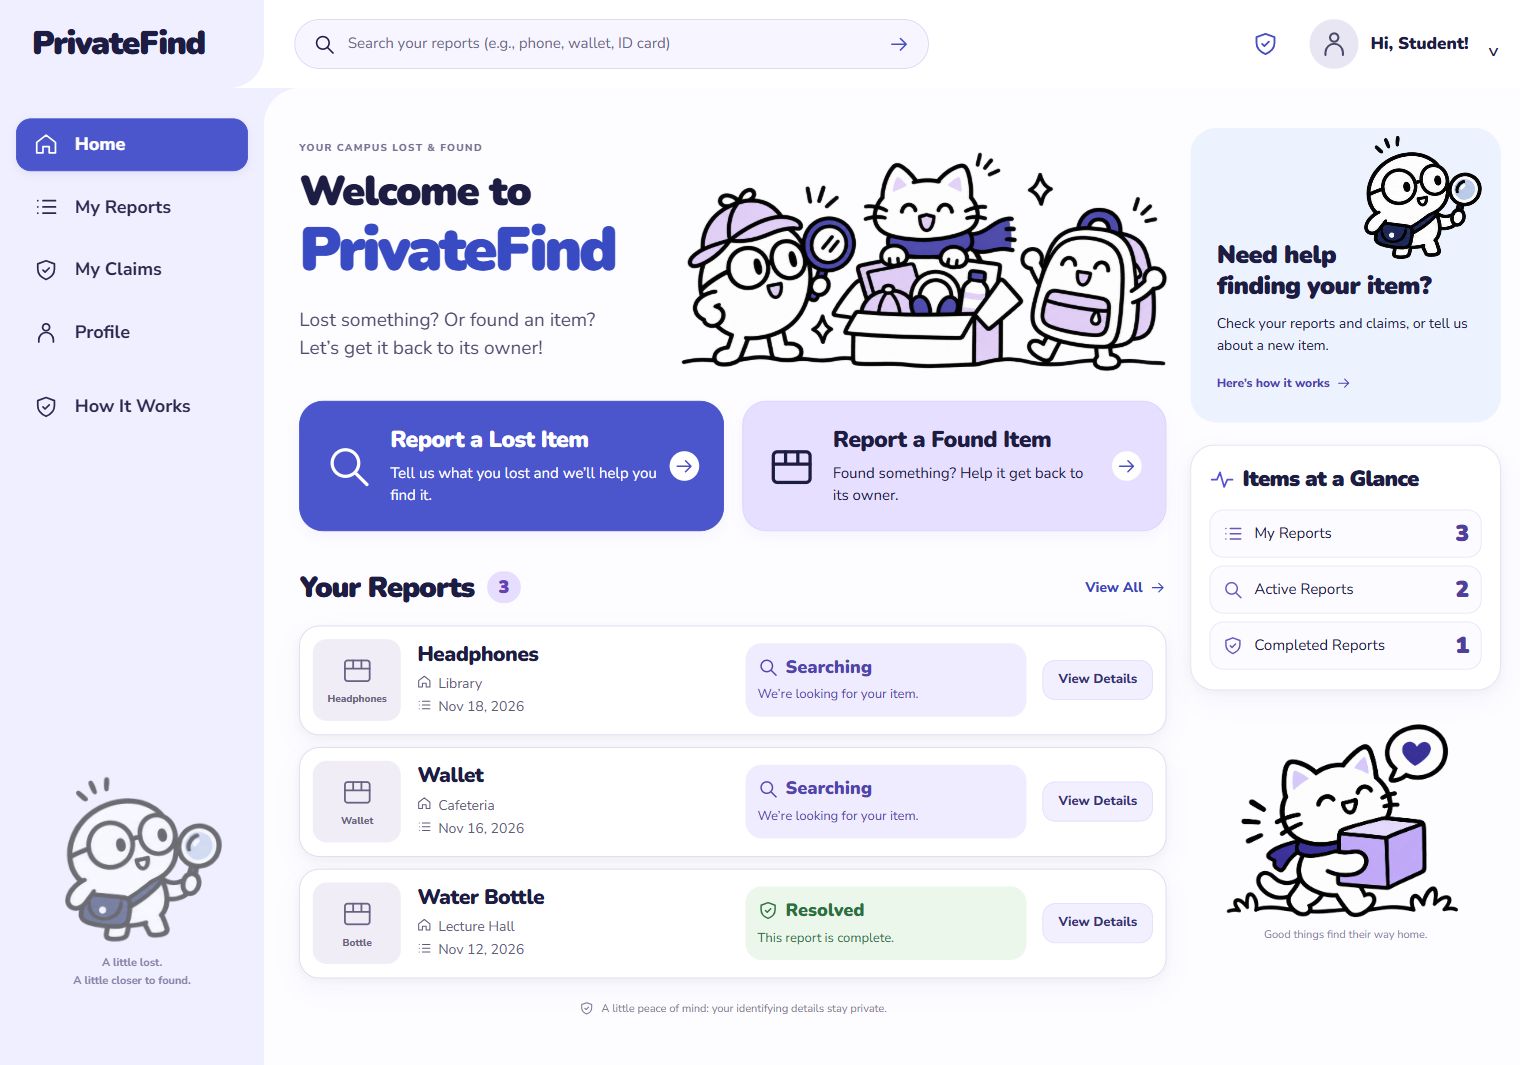 PrivateFind
Search your reports (e.g., phone, wallet, ID card)
Hi, Student!
Home
My Reports
My Claims
Profile
How It Works
A little lost.
A little closer to found.
YOUR CAMPUS LOST & FOUND
Welcome to
PrivateFind
Lost something? Or found an item?
Let's get it back to its owner!
Report a Lost Item
Tell us what you lost and we'll help you
find it.
Report a Found Item
Found something? Help it get back to
its owner.
Your Reports 3
View All
Headphones
Headphones
Library
Nov 18, 2026
Searching
We're looking for your item.
View Details
Wallet
Wallet
Cafeteria
Nov 16, 2026
Searching
We're looking for your item.
View Details
Bottle
Water Bottle
Lecture Hall
Nov 12, 2026
Resolved
This report is complete.
View Details
A little peace of mind: your identifying details stay private.
Need help
finding your item?
Check your reports and claims, or tell us
about a new item.
Here's how it works
Items at a Glance
My Reports 3
Active Reports 2
Completed Reports 1
Good things find their way home.